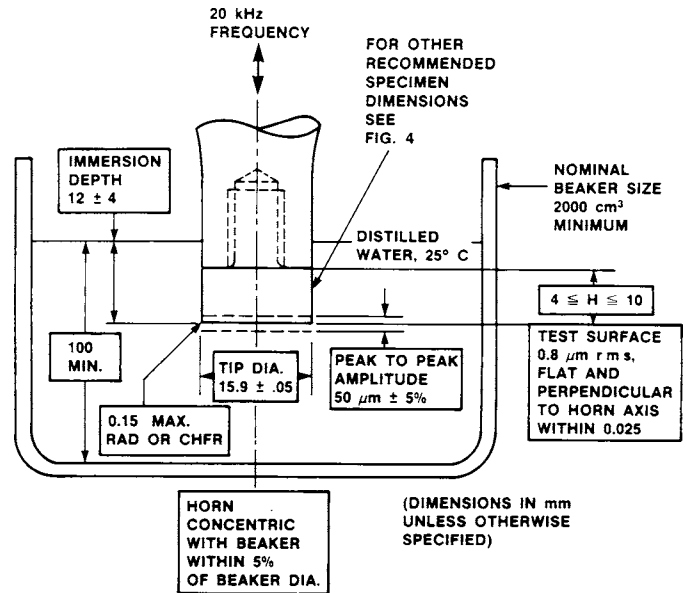 20 kHz
FREQUENCY
FOR OTHER
RECOMMENDED
SPECIMEN
DIMENSIONS
SEE
FIG. 4
IMMERSION
DEPTH
12 ± 4
NOMINAL
BEAKER SIZE
2000 cm³
MINIMUM
DISTILLED
WATER, 25° C
4 ≦ H ≦ 10
100
MIN.
TIP DIA.
15.9 ± .05
PEAK TO PEAK
AMPLITUDE
50 μm ± 5%
TEST SURFACE
0.8 μm r m s,
FLAT AND
PERPENDICULAR
TO HORN AXIS
WITHIN 0.025
0.15 MAX.
RAD OR CHFR
HORN
CONCENTRIC
WITH BEAKER
WITHIN 5%
OF BEAKER DIA.
(DIMENSIONS IN mm
UNLESS OTHERWISE
SPECIFIED)